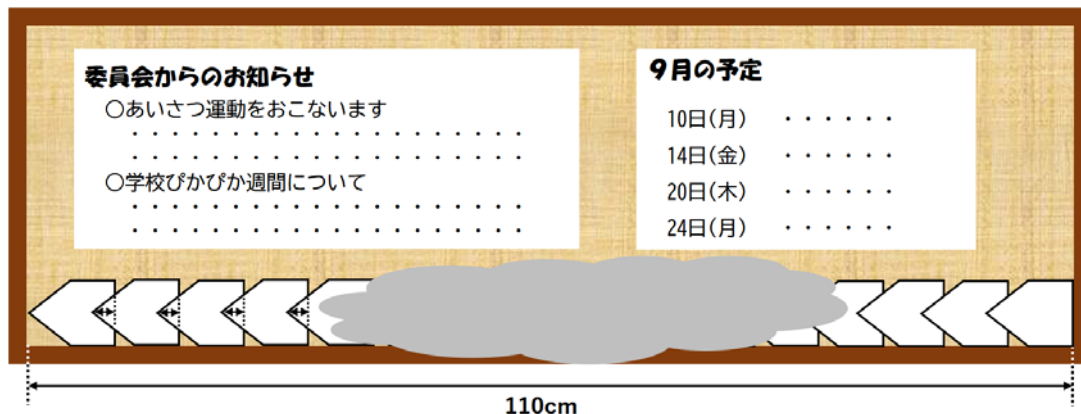 委員会からのお知らせ
〇あいさつ運動をおこないます
・・・・・・・・・・・・・・・・・・・・・
・・・・・・・・・・・・・・・・・・・・・
〇学校ぴかぴか週間について
・・・・・・・・・・・・・・・・・・・・・
・・・・・・・・・・・・・・・・・・・・・
9月の予定
10日(月) ・・・・・・
14日(金) ・・・・・・
20日(木) ・・・・・・
24日(月) ・・・・・・
110cm